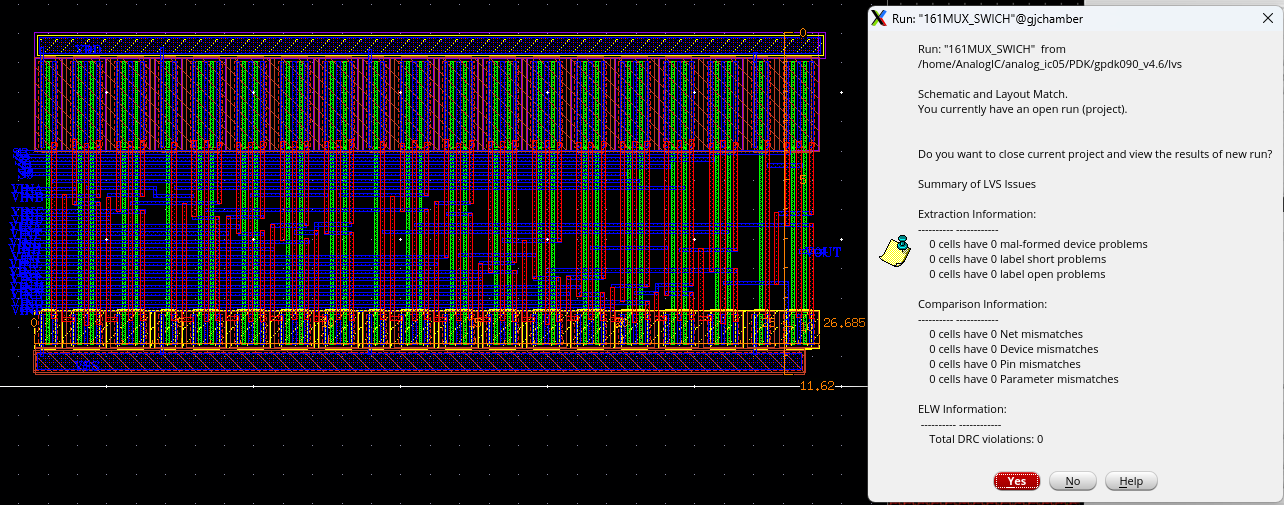 Run: "161MUX_SWICH"@gjchamber
Run: "161MUX_SWICH" from
/home/AnalogIC/analog_ic05/PDK/gpdk090_v4.6/lvs
Schematic and Layout Match.
You currently have an open run (project).
Do you want to close current project and view the results of new run?
Summary of LVS Issues
Extraction Information:
---------- ------------
0 cells have 0 mal-formed device problems
0 cells have 0 label short problems
0 cells have 0 label open problems
Comparison Information:
---------- ------------
0 cells have 0 Net mismatches
0 cells have 0 Device mismatches
0 cells have 0 Pin mismatches
0 cells have 0 Parameter mismatches
ELW Information:
---------- ------------
Total DRC violations: 0
Yes No Help
0
5
0
26.685
11.62